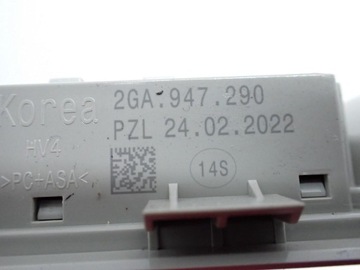 Korea 2GA.947.290
HV4 PZL 24.02.2022
>PC+ASA< 14S